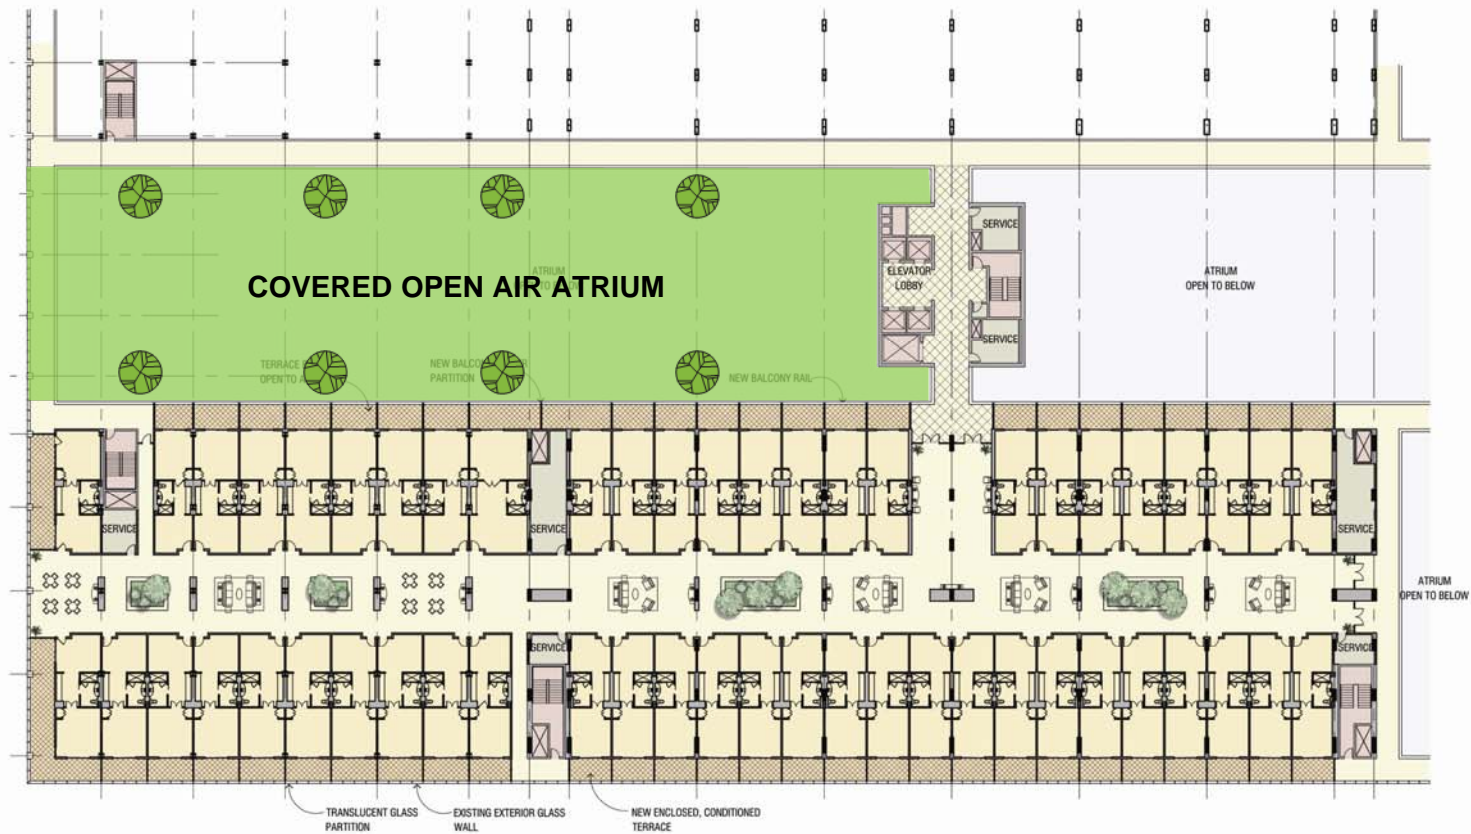 SERVICE
ELEVATOR
LOBBY
ATRIUM
OPEN TO BELOW
COVERED OPEN AIR ATRIUM
ATRIUM
TO BELOW
SERVICE
TERRACE
OPEN TO
NEW BALCONY
PARTITION
NEW BALCONY RAIL
SERVICE
SERVICE
SERVICE
ATRIUM
OPEN TO BELOW
SERVICE
SERVICE
TRANSLUCENT GLASS
PARTITION
EXISTING EXTERIOR GLASS
WALL
NEW ENCLOSED, CONDITIONED
TERRACE